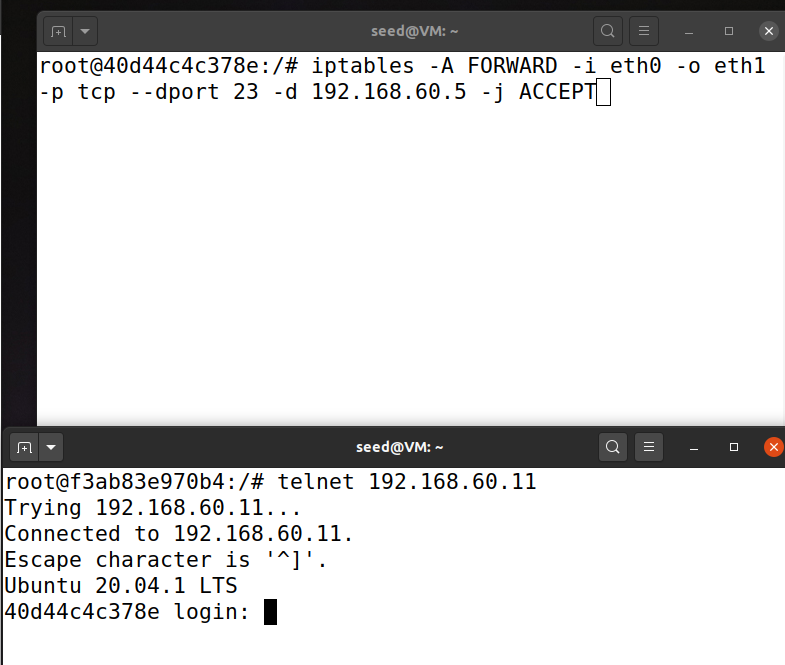 seed@VM: ~
root@40d44c4c378e:/# iptables -A FORWARD -i eth0 -o eth1
-p tcp --dport 23 -d 192.168.60.5 -j ACCEPT
seed@VM: ~
root@f3ab83e970b4:/# telnet 192.168.60.11
Trying 192.168.60.11...
Connected to 192.168.60.11.
Escape character is '^]'.
Ubuntu 20.04.1 LTS
40d44c4c378e login: